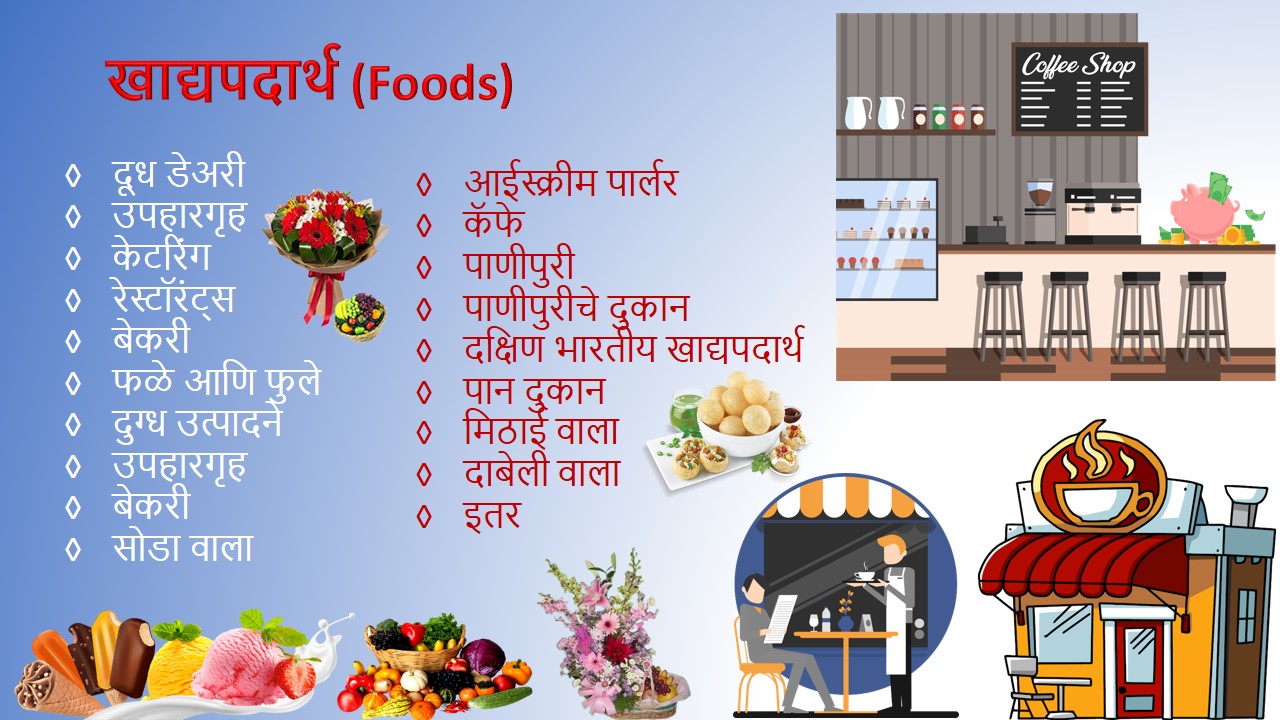 खाद्यपदार्थ (Foods)
◊ दूध डेअरी
◊ उपहारगृह
◊ केटरिंग
◊ रेस्टॉरंट्स
◊ बेकरी
◊ फळे आणि फुले
◊ दुग्ध उत्पादने
◊ उपहारगृह
◊ बेकरी
◊ सोडा वाला
◊ आईस्क्रीम पार्लर
◊ कॅफे
◊ पाणीपुरी
◊ पाणीपुरीचे दुकान
◊ दक्षिण भारतीय खाद्यपदार्थ
◊ पान दुकान
◊ मिठाई वाला
◊ दाबेली वाला
◊ इतर
Coffee Shop